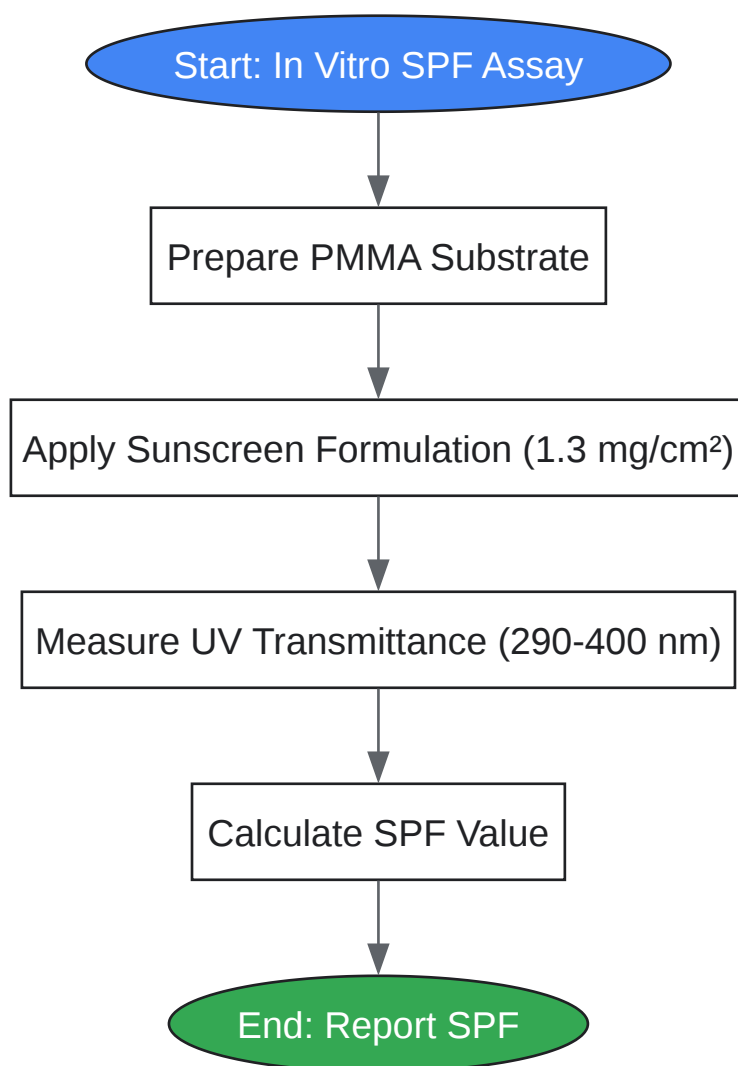 Start: In Vitro SPF Assay
Prepare PMMA Substrate
Apply Sunscreen Formulation (1.3 mg/cm²)
Measure UV Transmittance (290-400 nm)
Calculate SPF Value
End: Report SPF